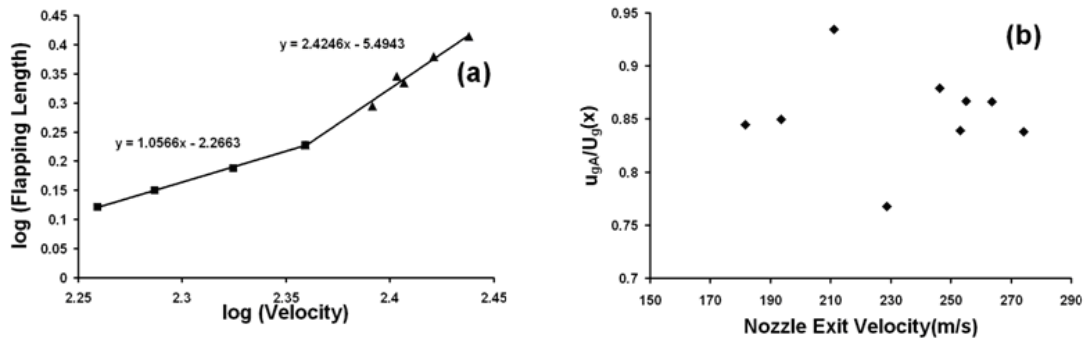 0.45
0.4
0.35
0.3
0.25
0.2
0.15
0.1
0.05
0
log (Flapping Length)
y = 2.4246x - 5.4943
(a)
y = 1.0566x - 2.2663
2.25 2.3 2.35 2.4 2.45
log (Velocity)
0.95
0.9
0.85
0.8
0.75
0.7
u_gA/U_g(x)
(b)
150 170 190 210 230 250 270 290
Nozzle Exit Velocity(m/s)